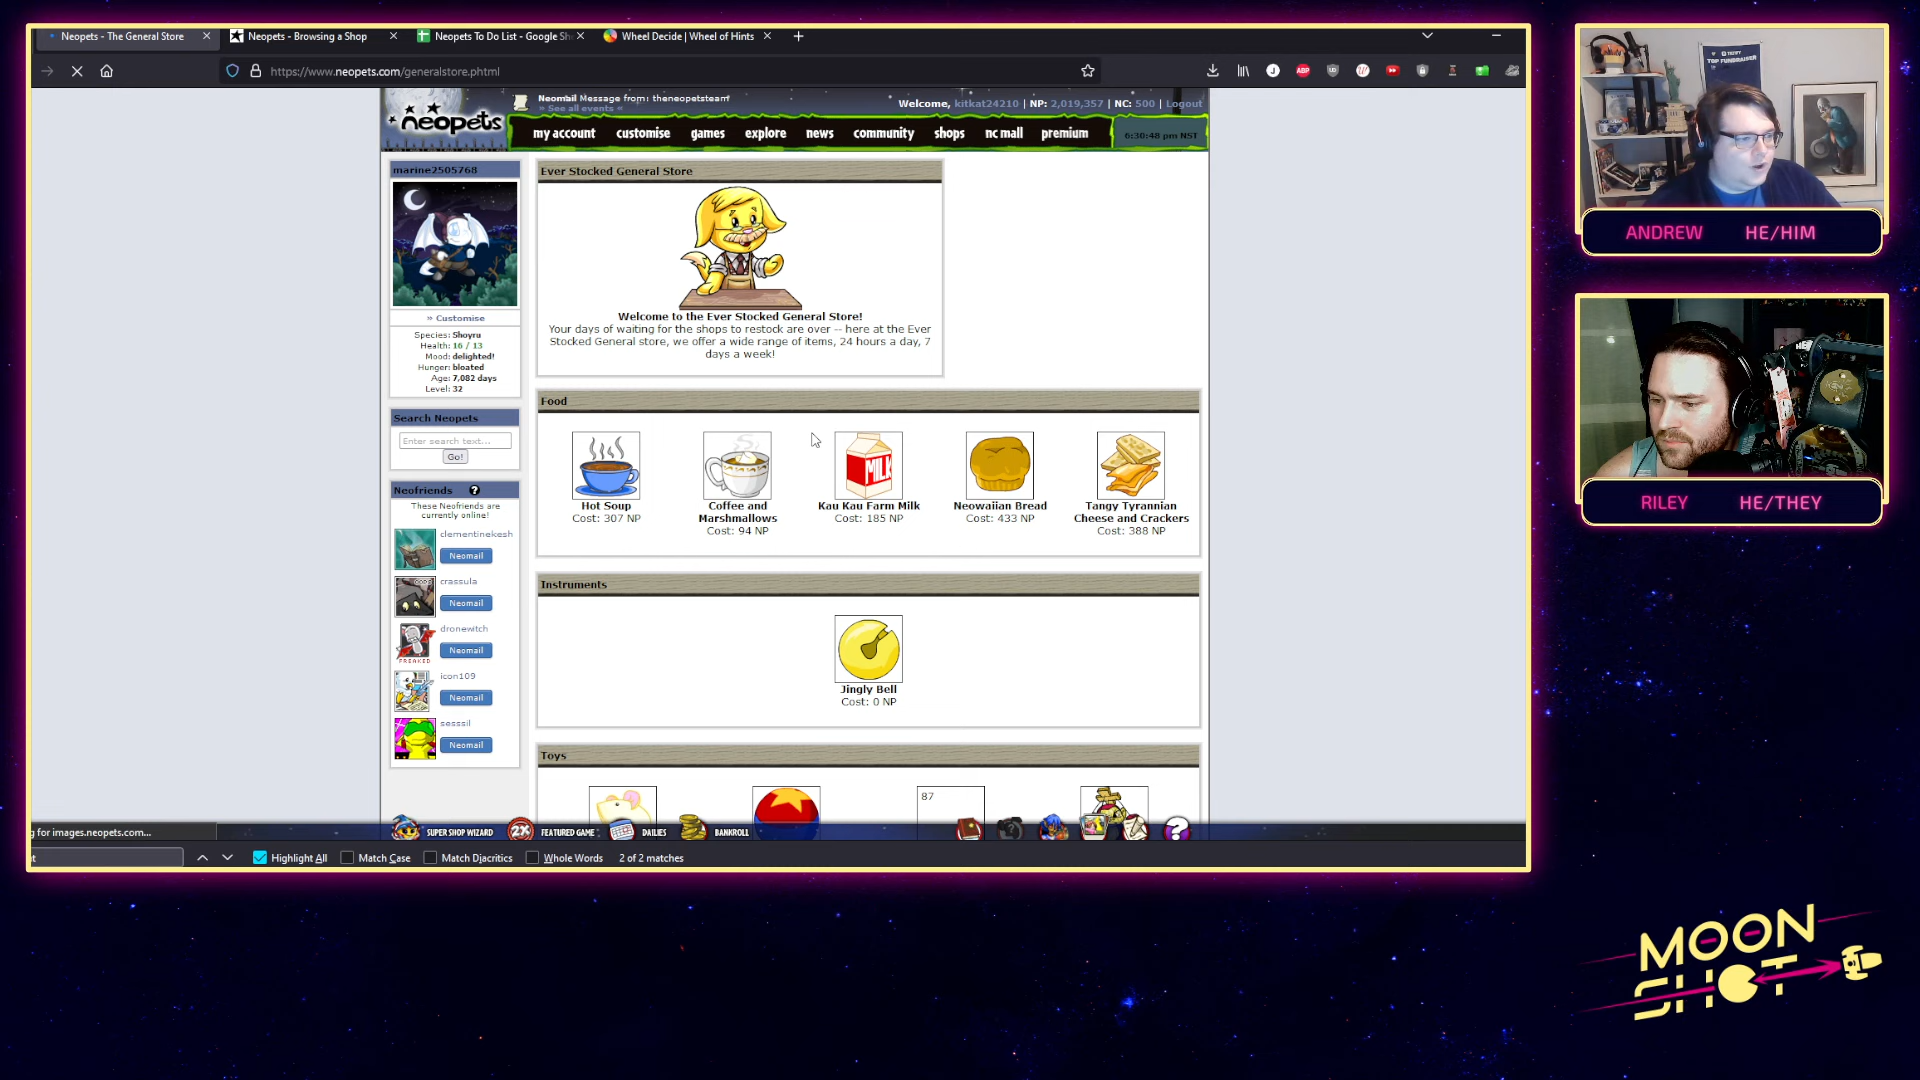 Neopets - The General Store
Neopets - Browsing a Shop
Neopets To Do List - Google Sh
Wheel Decide | Wheel of Hints
https://www.neopets.com/generalstore.phtml
Neomail Message from: theneopetsteam
» See all events «
Welcome, kitkat24210 | NP: 2,019,357 | NC: 500 | Logout
neopets
my account
customise
games
explore
news
community
shops
nc mall
premium
6:30:48 pm NST
marine2505768
» Customise
Species: Shoyru
Health: 16 / 13
Mood: delighted!
Hunger: bloated
Age: 7,082 days
Level: 32
Search Neopets
Enter search text...
Go!
Neofriends
?
These Neofriends are
currently online!
clementinekesh
Neomail
crassula
Neomail
dronewitch
Neomail
FREAKED
icon109
Neomail
sesssil
Neomail
Ever Stocked General Store
Welcome to the Ever Stocked General Store!
Your days of waiting for the shops to restock are over -- here at the Ever
Stocked General store, we offer a wide range of items, 24 hours a day, 7
days a week!
Food
Hot Soup
Cost: 307 NP
Coffee and
Marshmallows
Cost: 94 NP
MILK
Kau Kau Farm Milk
Cost: 185 NP
Neowaiian Bread
Cost: 433 NP
Tangy Tyrannian
Cheese and Crackers
Cost: 388 NP
Instruments
Jingly Bell
Cost: 0 NP
Toys
87
SUPER SHOP WIZARD
2X
FEATURED GAME
DAILIES
BANKROLL
?
g for images.neopets.com...
Highlight All
Match Case
Match Diacritics
Whole Words
2 of 2 matches
TOP FUNDRAISER
ANDREW HE/HIM
RILEY HE/THEY
MOON
SHOT